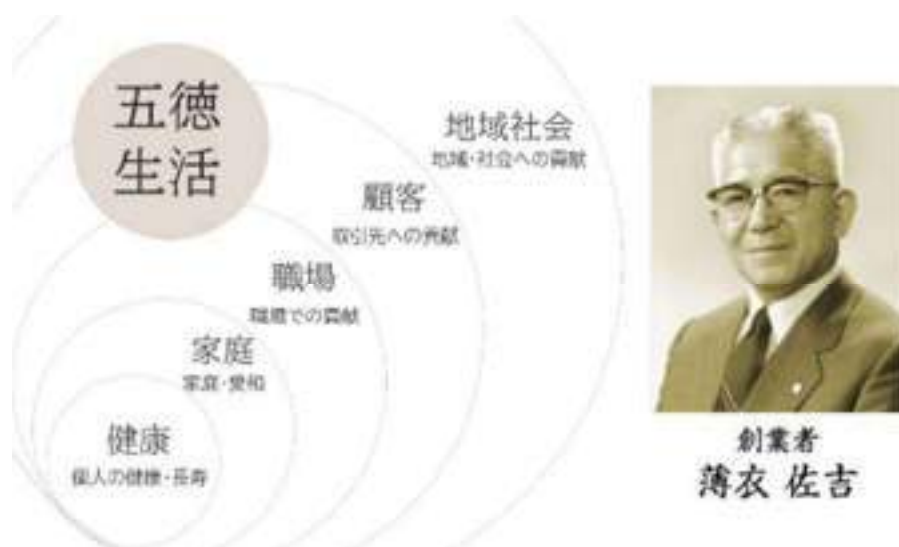 五徳
生活
地域社会
地域・社会への貢献
顧客
取引先への貢献
職場
職場での貢献
家庭
家庭・愛和
健康
個人の健康・長寿
創業者
薄衣 佐吉